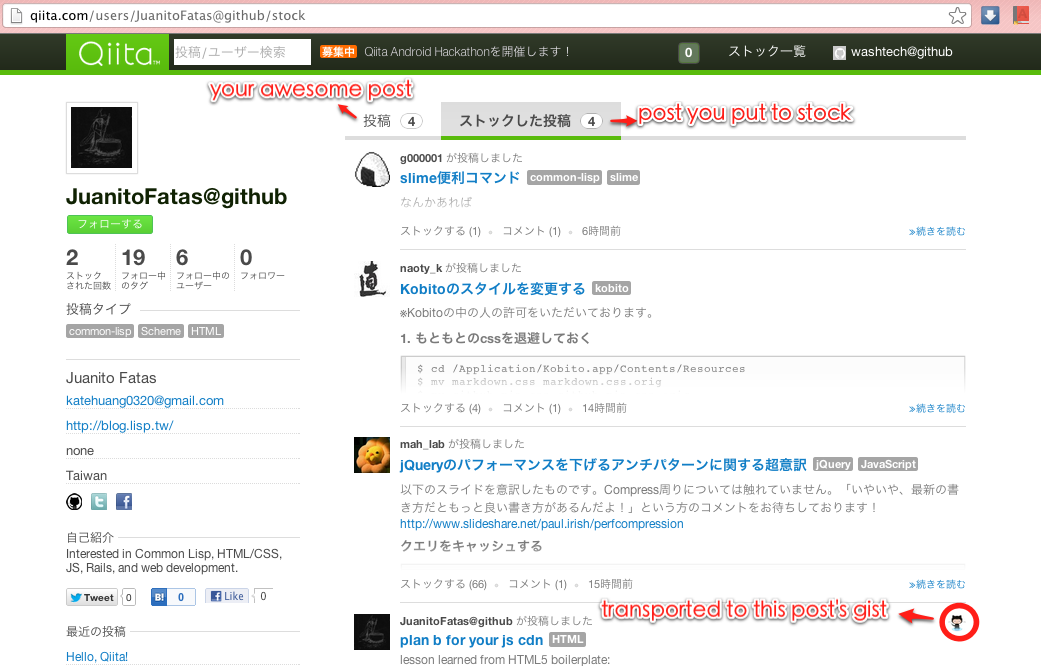 qiita.com/users/JuanitoFatas@github/stock
Qiita
投稿/ユーザー検索
募集中 Qiita Android Hackathonを開催します！
0
ストック一覧
washtech@github
your awesome post
投稿 4
ストックした投稿 4
post you put to stock
JuanitoFatas@github
フォローする
2 ストックされた回数
19 フォロー中のタグ
6 フォロー中のユーザー
0 フォロワー
投稿タイプ
common-lisp Scheme HTML
Juanito Fatas
katehuang0320@gmail.com
http://blog.lisp.tw/
none
Taiwan
自己紹介
Interested in Common Lisp, HTML/CSS,
JS, Rails, and web development.
Tweet 0 B! 0 Like 0
最近の投稿
Hello, Qiita!
g000001 が投稿しました
slime便利コマンド common-lisp slime
なんかあれば
ストックする (1) コメント (1) 6時間前
»続きを読む
naoty_k が投稿しました
Kobitoのスタイルを変更する kobito
※Kobitoの中の人の許可をいただいております。
1. もともとのcssを退避しておく
$ cd /Application/Kobito.app/Contents/Resources
$ mv markdown.css markdown.css.orig
ストックする (4) コメント (1) 14時間前
»続きを読む
mah_lab が投稿しました
jQueryのパフォーマンスを下げるアンチパターンに関する超意訳 jQuery JavaScript
以下のスライドを意訳したものです。Compress周りについては触れていません。「いやいや、最新の書
き方だともっと良い書き方があるんだよ！」という方のコメントをお待ちしております！
http://www.slideshare.net/paul.irish/perfcompression
クエリをキャッシュする
ストックする (66) コメント (1) 15時間前
»続きを読む
transported to this post's gist
JuanitoFatas@github が投稿しました
plan b for your js cdn HTML
lesson learned from HTML5 boilerplate: